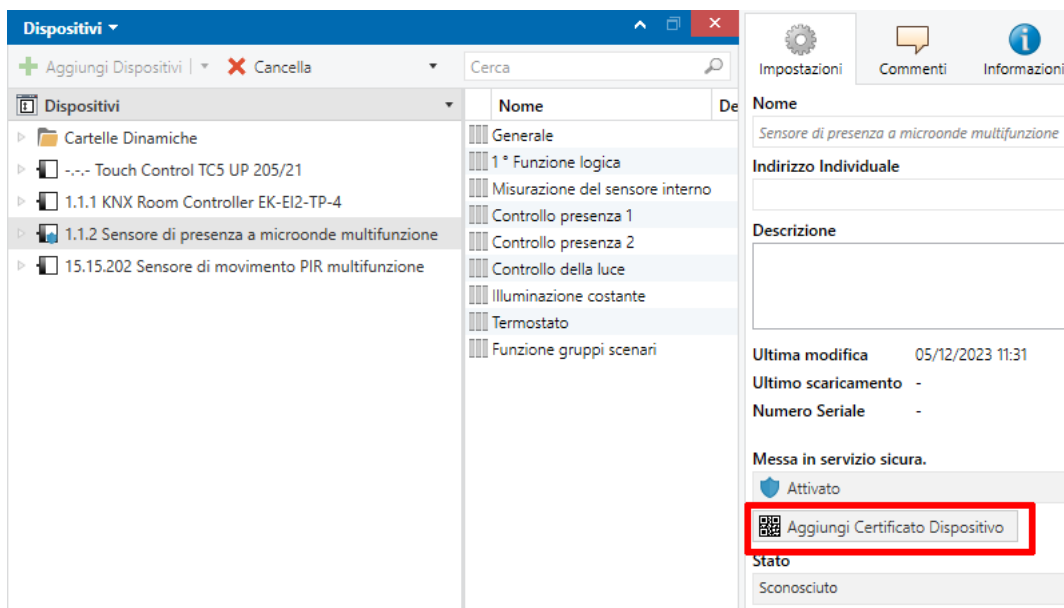 Dispositivi
Aggiungi Dispositivi
Cancella
Dispositivi
Cartelle Dinamiche
-.-.- Touch Control TC5 UP 205/21
1.1.1 KNX Room Controller EK-EI2-TP-4
1.1.2 Sensore di presenza a microonde multifunzione
15.15.202 Sensore di movimento PIR multifunzione
Cerca
Nome De
Generale
1° Funzione logica
Misurazione del sensore interno
Controllo presenza 1
Controllo presenza 2
Controllo della luce
Illuminazione costante
Termostato
Funzione gruppi scenari
Impostazioni
Commenti
Informazioni
Nome
Sensore di presenza a microonde multifunzione
Indirizzo Individuale
Descrizione
Ultima modifica 05/12/2023 11:31
Ultimo scaricamento -
Numero Seriale -
Messa in servizio sicura.
Attivato
Aggiungi Certificato Dispositivo
Stato
Sconosciuto